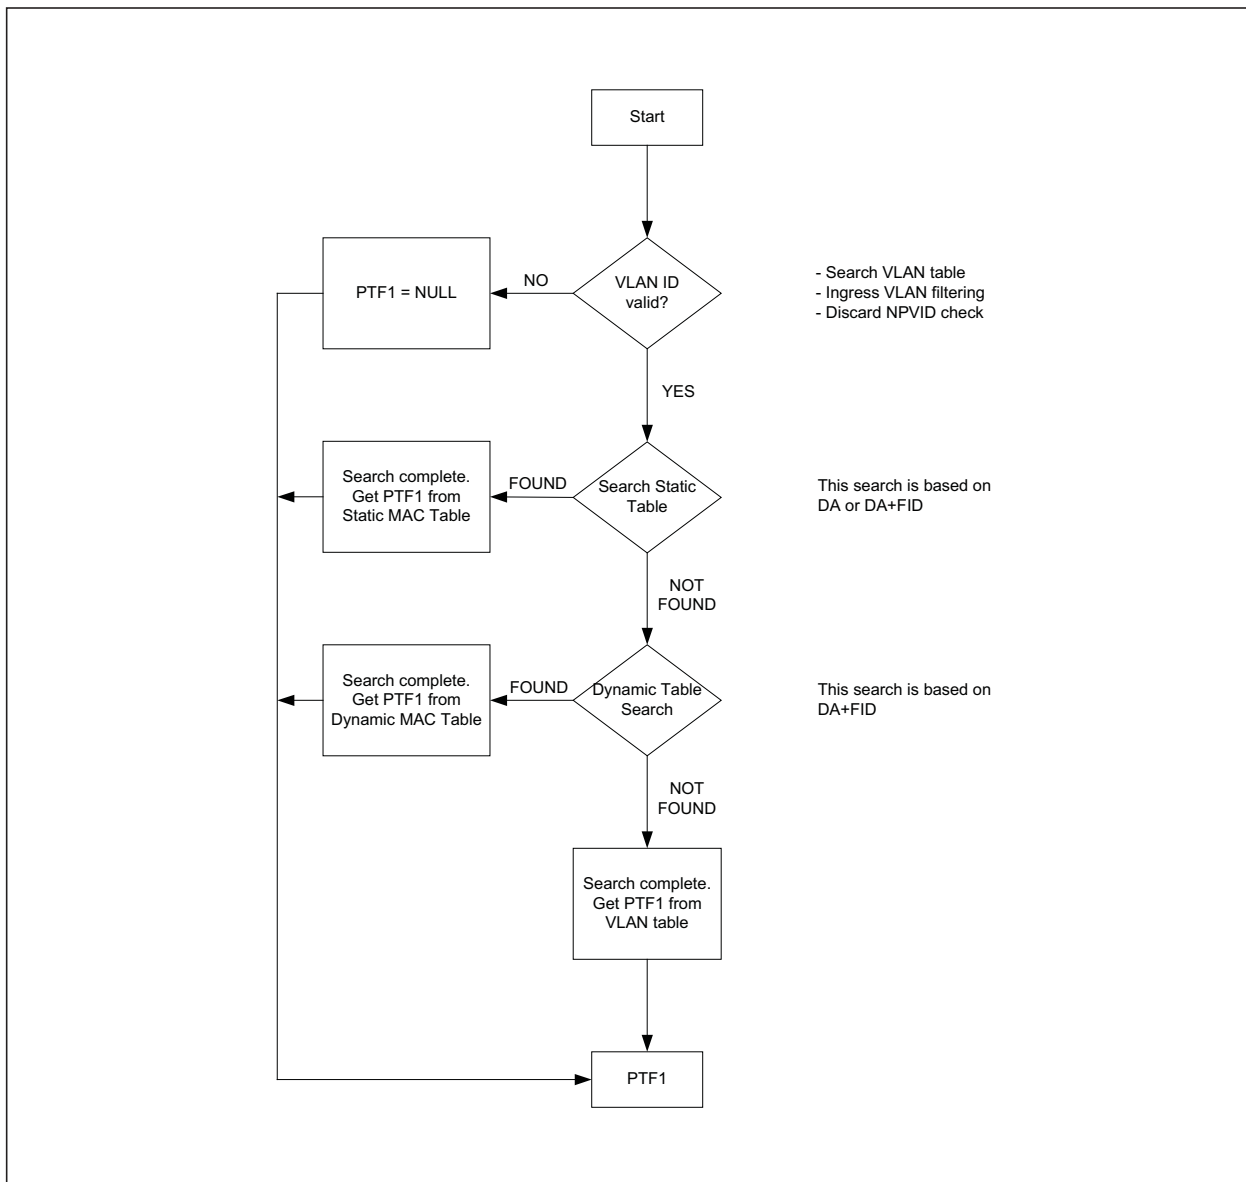 Start
PTF1 = NULL
NO
VLAN ID
valid?
- Search VLAN table
- Ingress VLAN filtering
- Discard NPVID check
YES
Search complete.
Get PTF1 from
Static MAC Table
FOUND
Search Static
Table
This search is based on
DA or DA+FID
NOT
FOUND
Search complete.
Get PTF1 from
Dynamic MAC Table
FOUND
Dynamic Table
Search
This search is based on
DA+FID
NOT
FOUND
Search complete.
Get PTF1 from
VLAN table
PTF1